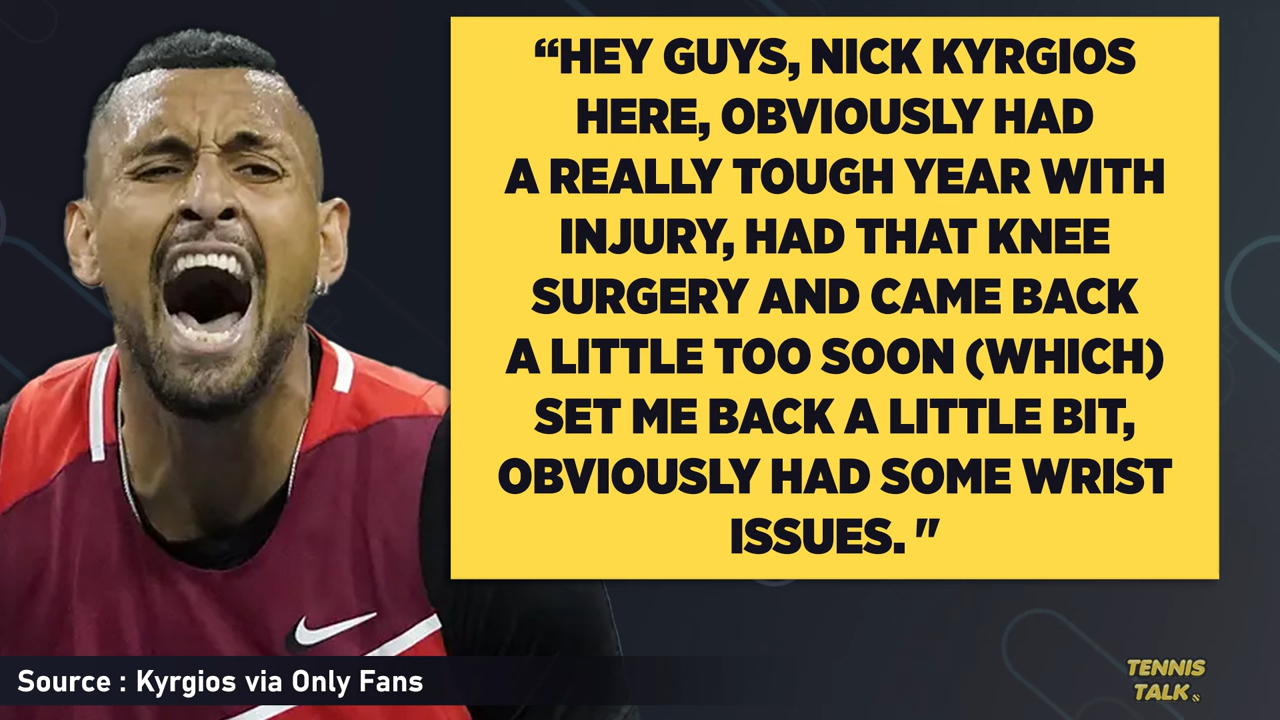 “HEY GUYS, NICK KYRGIOS
HERE, OBVIOUSLY HAD
A REALLY TOUGH YEAR WITH
INJURY, HAD THAT KNEE
SURGERY AND CAME BACK
A LITTLE TOO SOON (WHICH)
SET ME BACK A LITTLE BIT,
OBVIOUSLY HAD SOME WRIST
ISSUES. "
Source : Kyrgios via Only Fans
TENNIS
TALK